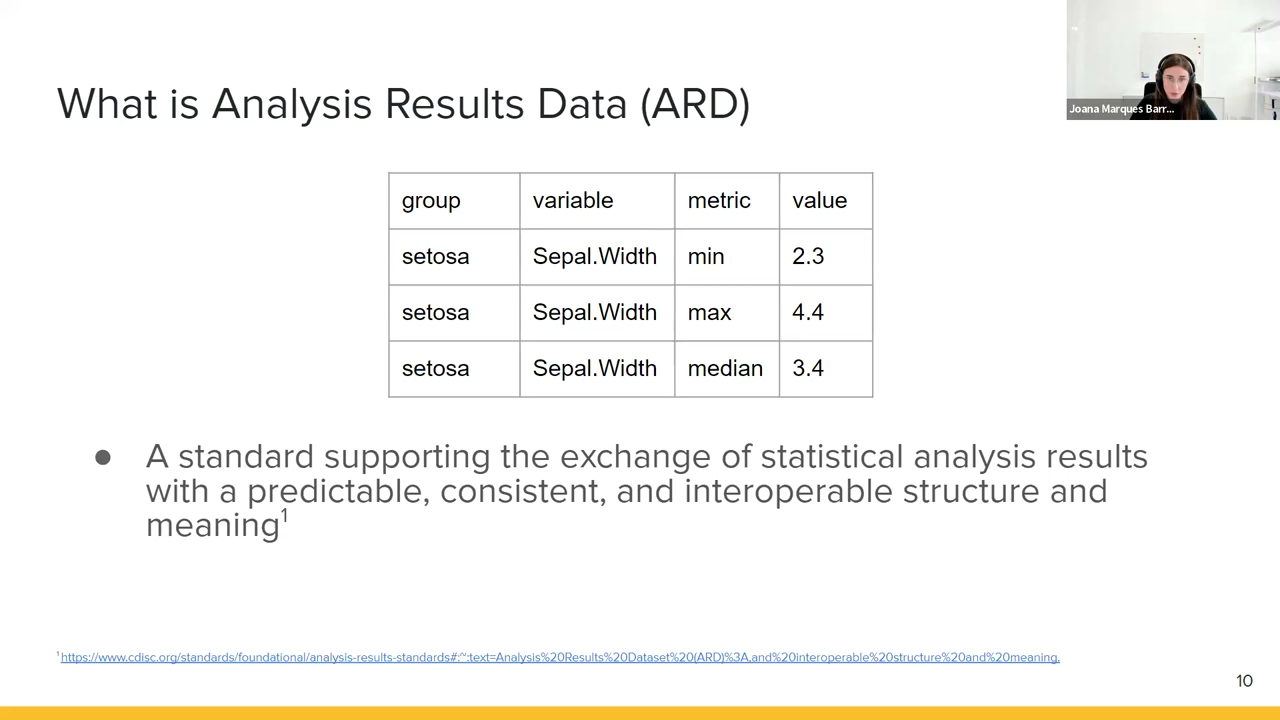 What is Analysis Results Data (ARD)
Joana Marques Barr...
group variable metric value
setosa Sepal.Width min 2.3
setosa Sepal.Width max 4.4
setosa Sepal.Width median 3.4
● A standard supporting the exchange of statistical analysis results
with a predictable, consistent, and interoperable structure and
meaning¹
¹ https://www.cdisc.org/standards/foundational/analysis-results-standards#:~:text=Analysis%20Results%20Dataset%20(ARD)%3A,and%20interoperable%20structure%20and%20meaning.
10